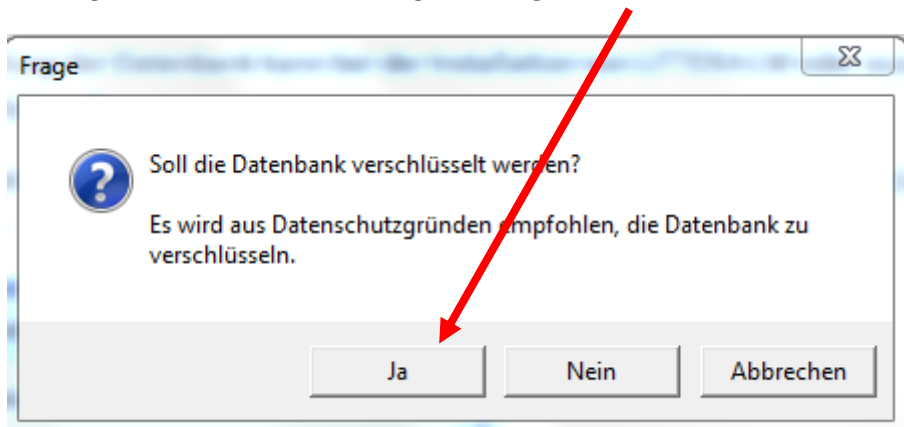 Frage
Soll die Datenbank verschlüsselt werden?
Es wird aus Datenschutzgründen empfohlen, die Datenbank zu
verschlüsseln.
Ja
Nein
Abbrechen